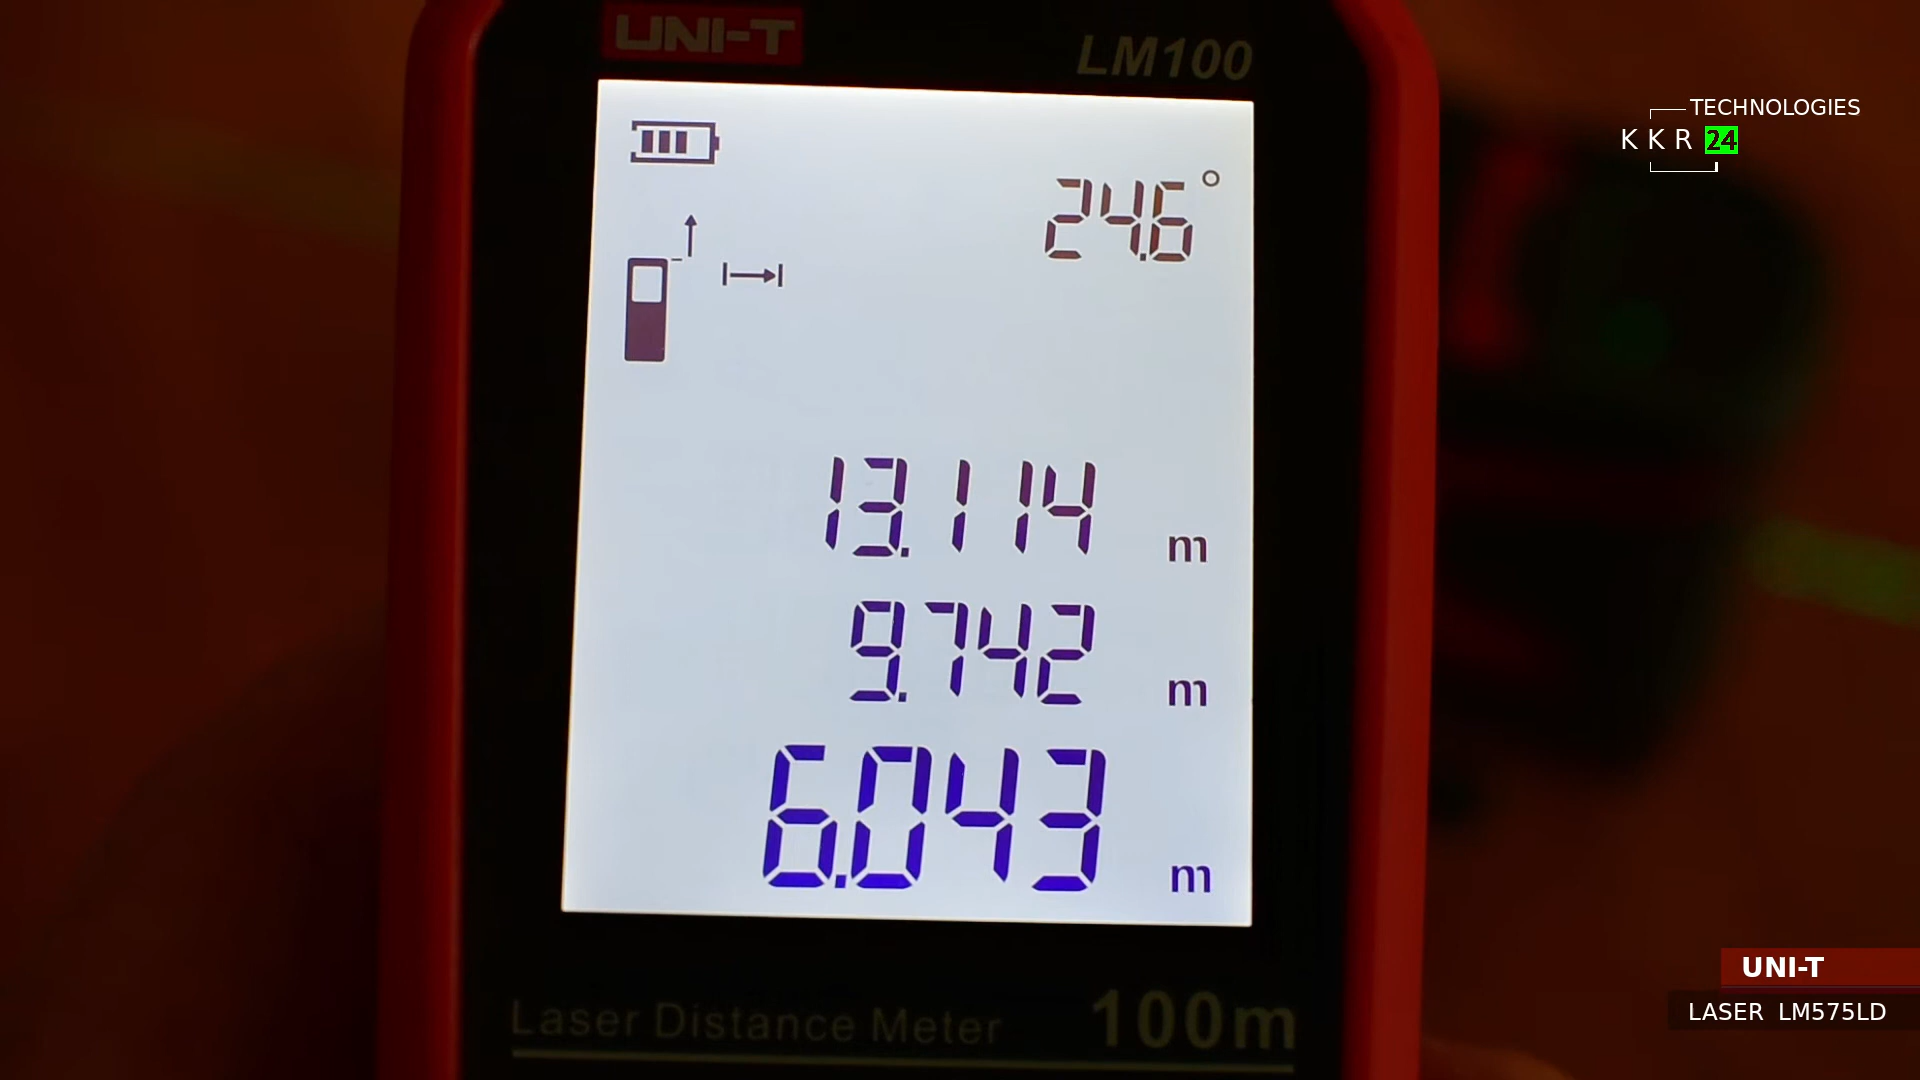 UNI-T
LM100
TECHNOLOGIES
K K R 24
24.6°
13.114 m
9.742 m
6.043 m
UNI-T
Laser Distance Meter 100m
LASER LM575LD